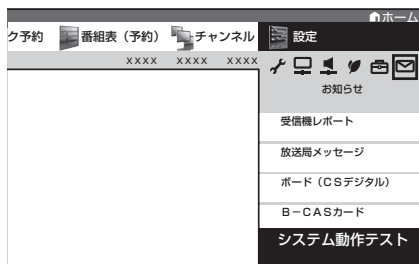 ホーム
ク予約 番組表（予約） チャンネル 設定
xxxx xxxx xxxx
お知らせ
受信機レポート
放送局メッセージ
ボード（CSデジタル）
B－CASカード
システム動作テスト